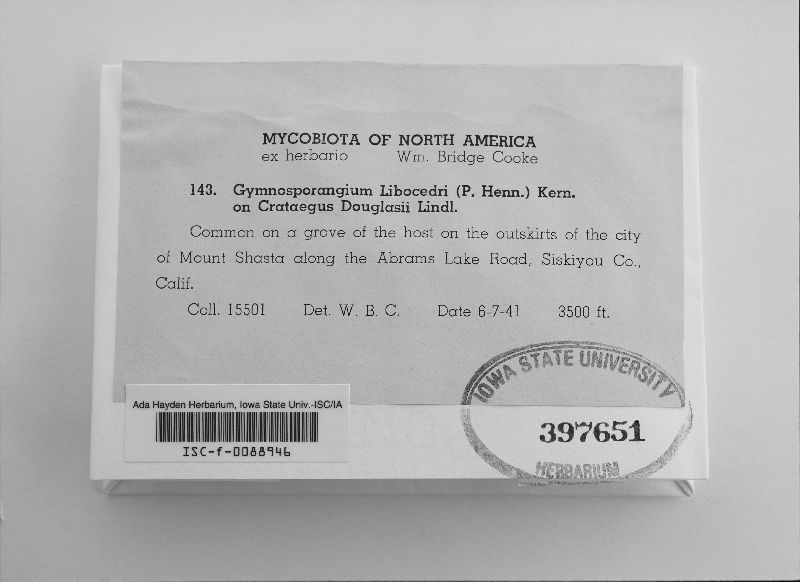 MYCOBIOTA OF NORTH AMERICA
ex herbario Wm. Bridge Cooke
143. Gymnosporangium Libocedri (P. Henn.) Kern.
on Crataegus Douglasii Lindl.
Common on a grove of the host on the outskirts of the city
of Mount Shasta along the Abrams Lake Road, Siskiyou Co.,
Calif.
Coll. 15501 Det. W. B. C. Date 6-7-41 3500 ft.
Ada Hayden Herbarium, Iowa State Univ.-ISC/IA
ISC-f-0088946
IOWA STATE UNIVERSITY
397651
HERBARIUM